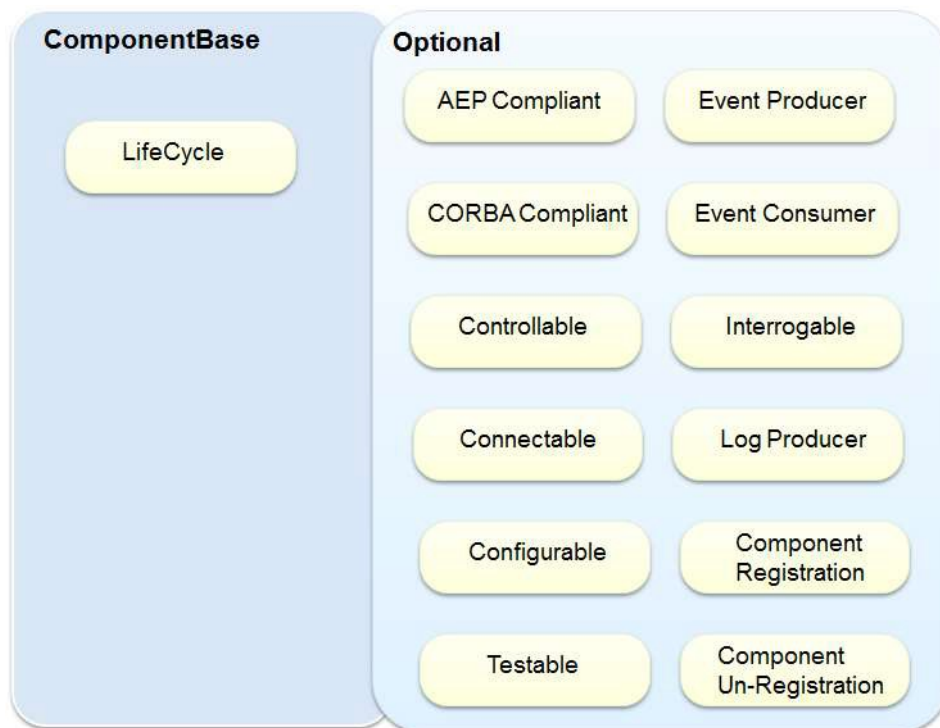 ComponentBase
LifeCycle
Optional
AEP Compliant
Event Producer
CORBA Compliant
Event Consumer
Controllable
Interrogable
Connectable
Log Producer
Configurable
Component
Registration
Testable
Component
Un-Registration